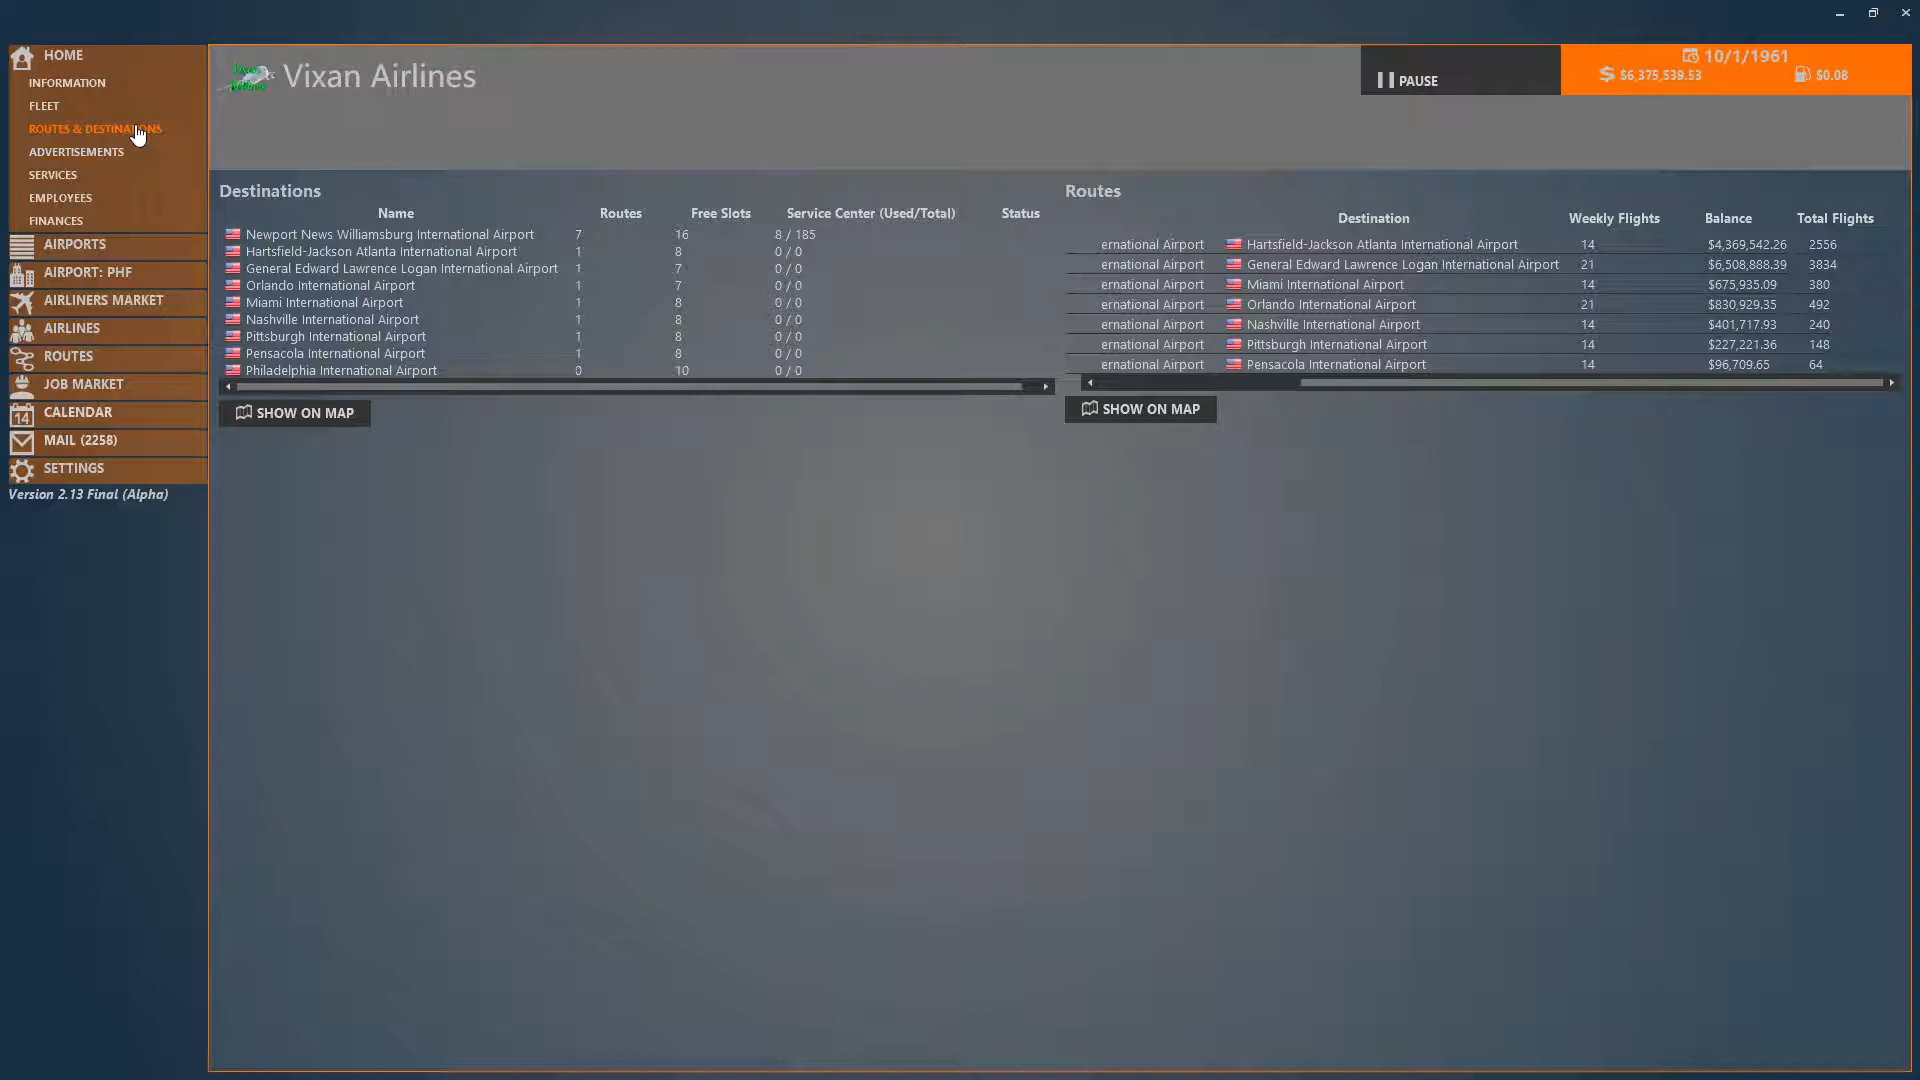 HOME
INFORMATION
FLEET
ROUTES & DESTINATIONS
ADVERTISEMENTS
SERVICES
EMPLOYEES
FINANCES
AIRPORTS
AIRPORT: PHF
AIRLINERS MARKET
AIRLINES
ROUTES
JOB MARKET
14 CALENDAR
MAIL (2258)
SETTINGS
Version 2.13 Final (Alpha)
Vixan Airlines
Vixan Airlines
PAUSE
10/1/1961
$6,375,539.53 $0.08
Destinations
Name Routes Free Slots Service Center (Used/Total) Status
Newport News Williamsburg International Airport 7 16 8 / 185
Hartsfield-Jackson Atlanta International Airport 1 8 0 / 0
General Edward Lawrence Logan International Airport 1 7 0 / 0
Orlando International Airport 1 7 0 / 0
Miami International Airport 1 8 0 / 0
Nashville International Airport 1 8 0 / 0
Pittsburgh International Airport 1 8 0 / 0
Pensacola International Airport 1 8 0 / 0
Philadelphia International Airport 0 10 0 / 0
SHOW ON MAP
Routes
Destination Weekly Flights Balance Total Flights
ernational Airport Hartsfield-Jackson Atlanta International Airport 14 $4,369,542.26 2556
ernational Airport General Edward Lawrence Logan International Airport 21 $6,508,888.39 3834
ernational Airport Miami International Airport 14 $675,935.09 380
ernational Airport Orlando International Airport 21 $830,929.35 492
ernational Airport Nashville International Airport 14 $401,717.93 240
ernational Airport Pittsburgh International Airport 14 $227,221.36 148
ernational Airport Pensacola International Airport 14 $96,709.65 64
SHOW ON MAP